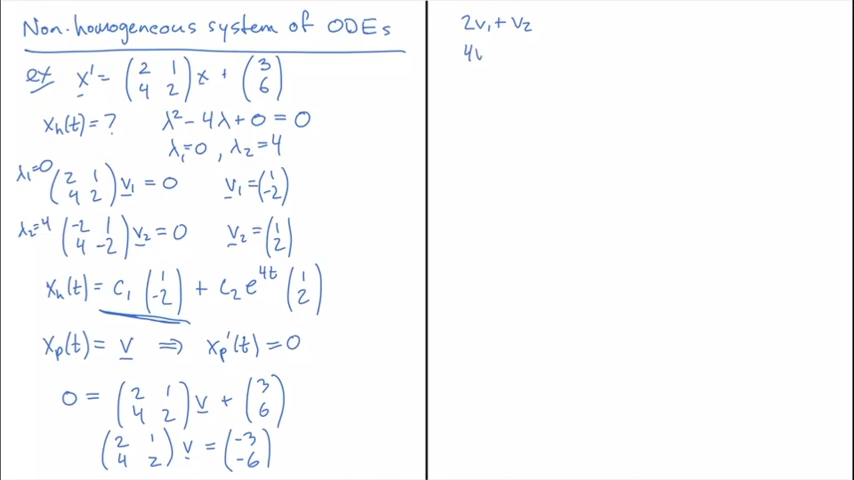 Non-homogeneous system of ODEs
ex x' = (2 1; 4 2) x + (3; 6)
xₕ(t) = ? λ² - 4λ + 0 = 0
λ₁=0 , λ₂=4
λ₁=0 (2 1; 4 2) v₁ = 0 v₁ = (1; -2)
λ₂=4 (-2 1; 4 -2) v₂ = 0 v₂ = (1; 2)
xₕ(t) = c₁ (1; -2) + c₂ e^{4t} (1; 2)
xₚ(t) = v ⇒ xₚ'(t) = 0
0 = (2 1; 4 2) v + (3; 6)
(2 1; 4 2) v = (-3; -6)
2v₁ + v₂
4v